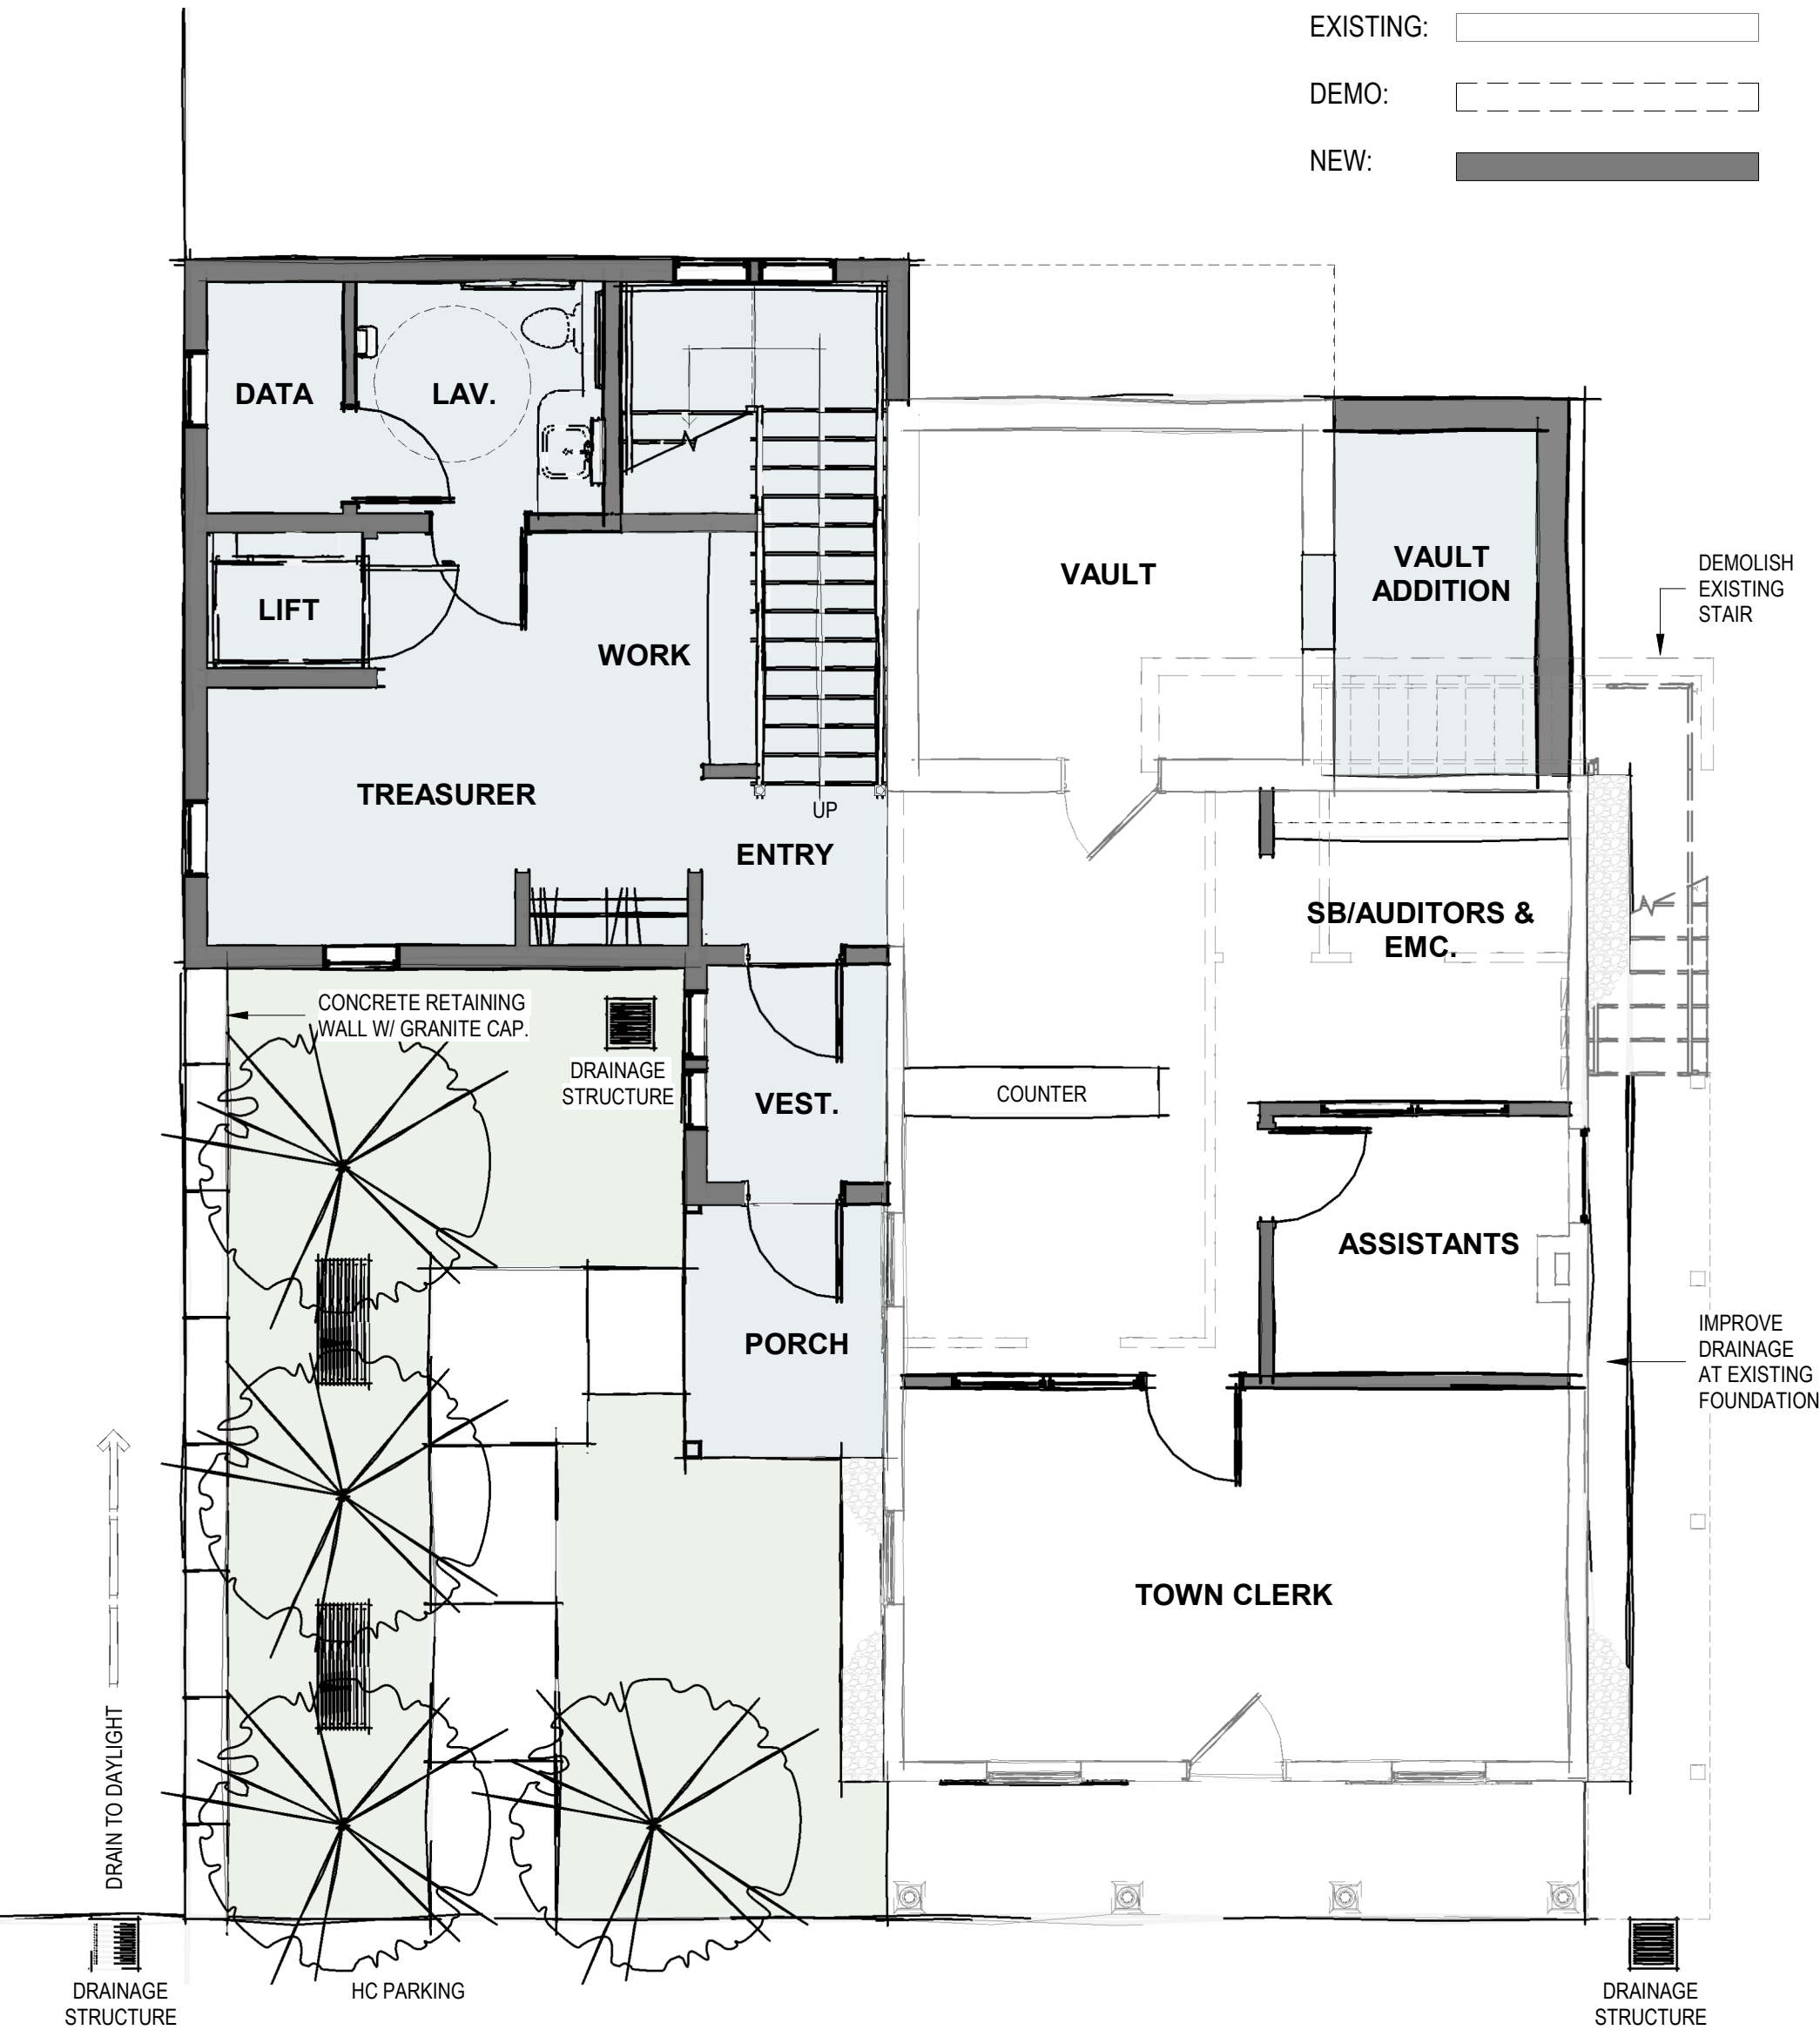 EXISTING:
DEMO:
NEW:
DATA
LAV.
LIFT
WORK
VAULT
VAULT
ADDITION
DEMOLISH
EXISTING
STAIR
TREASURER
UP
ENTRY
SB/AUDITORS &
EMC.
CONCRETE RETAINING
WALL W/ GRANITE CAP.
DRAINAGE
STRUCTURE
VEST.
COUNTER
ASSISTANTS
PORCH
IMPROVE
DRAINAGE
AT EXISTING
FOUNDATION
TOWN CLERK
DRAIN TO DAYLIGHT
DRAINAGE
STRUCTURE
HC PARKING
DRAINAGE
STRUCTURE